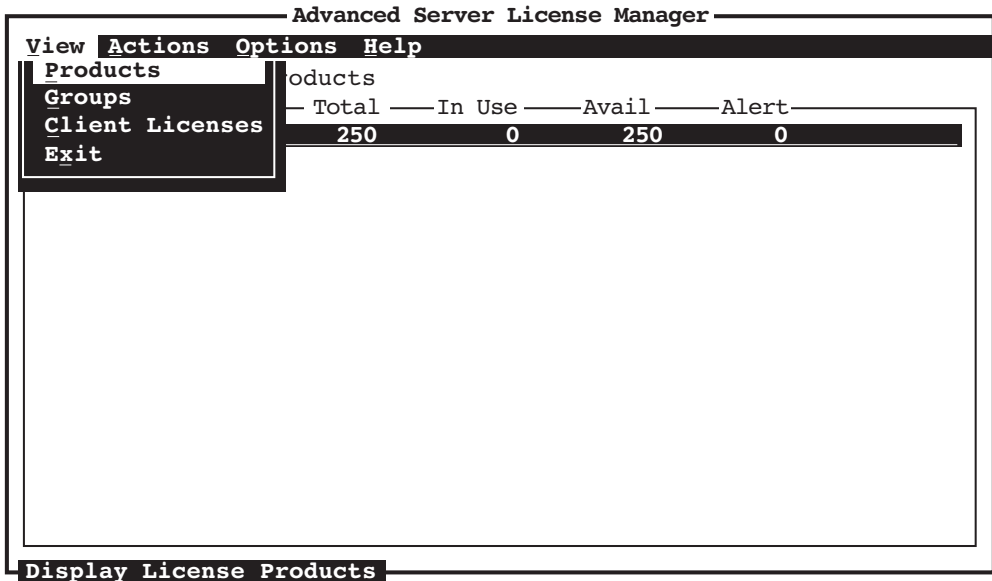 Advanced Server License Manager
View Actions Options Help
Products oducts
Groups Total In Use Avail Alert
Client Licenses 250 0 250 0
Exit
Display License Products